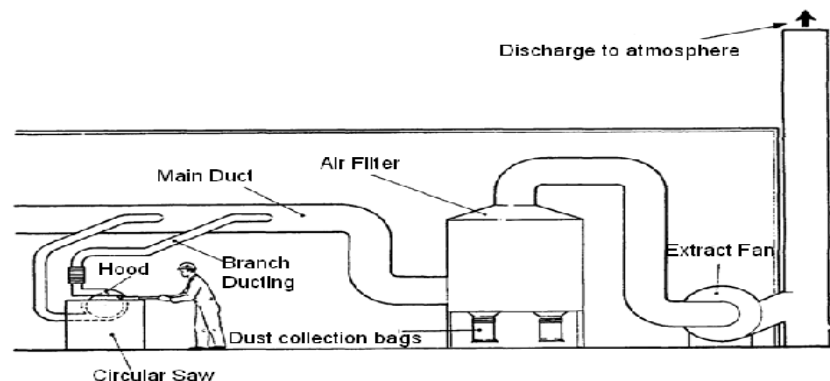 Discharge to atmosphere
Air Filter
Main Duct
Extract Fan
Hood
Branch
Ducting
Dust collection bags
Circular Saw